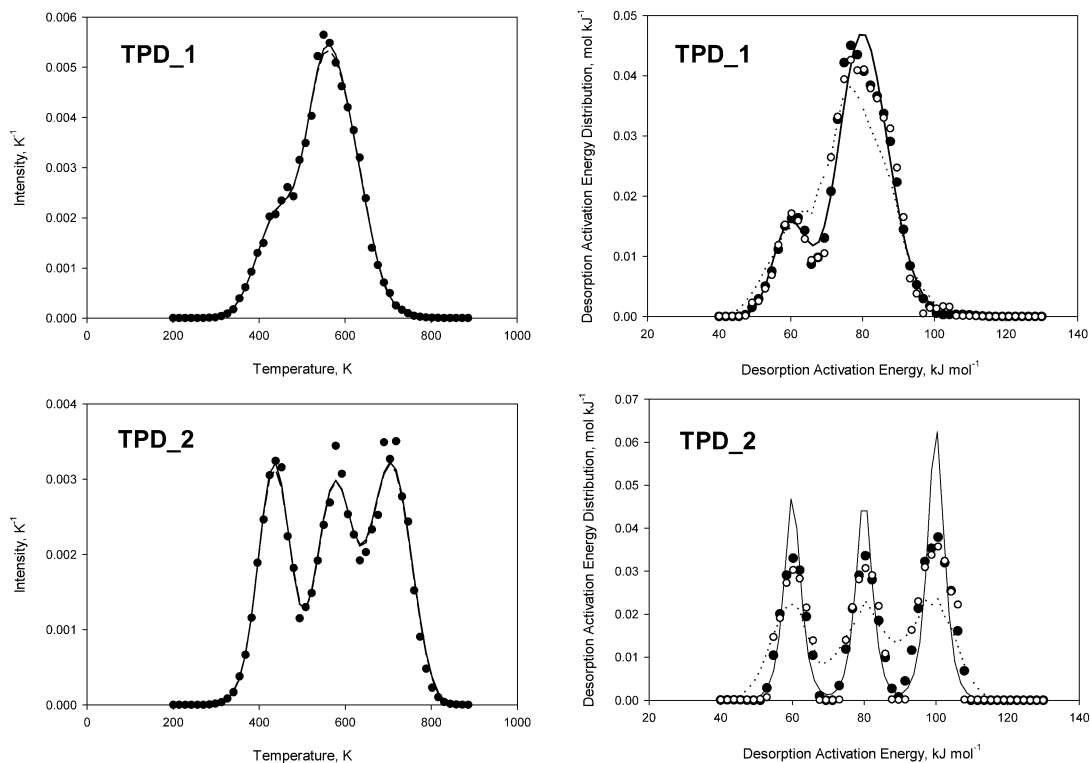 TPD_1
Intensity, K-1
0.006
0.005
0.004
0.003
0.002
0.001
0.000
0 200 400 600 800 1000
Temperature, K
TPD_1
Desorption Activation Energy Distribution, mol kJ-1
0.05
0.04
0.03
0.02
0.01
0.00
20 40 60 80 100 120 140
Desorption Activation Energy, kJ mol-1
TPD_2
Intensity, K-1
0.004
0.003
0.002
0.001
0.000
0 200 400 600 800 1000
Temperature, K
TPD_2
Desorption Activation Energy Distribution, mol kJ-1
0.07
0.06
0.05
0.04
0.03
0.02
0.01
0.00
20 40 60 80 100 120 140
Desorption Activation Energy, kJ mol-1